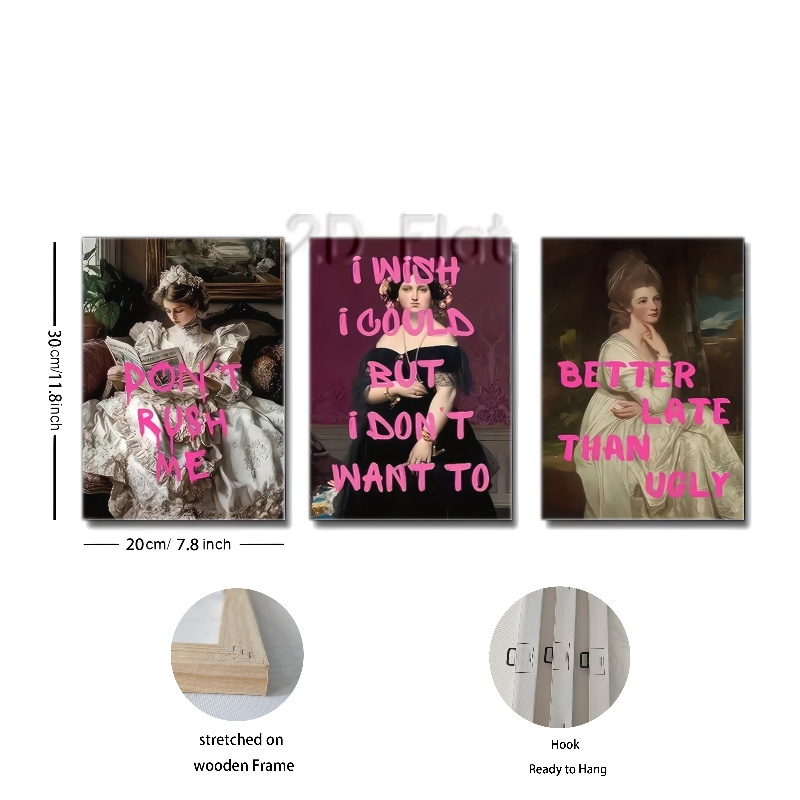 2D Flat
DON'T
RUSH
ME
i WiSH
i COULD
BUT
i DON'T
WANT TO
BETTER
LATE
THAN
UGLY
30cm/11.8inch
20cm/ 7.8 inch
stretched on
wooden Frame
Hook
Ready to Hang